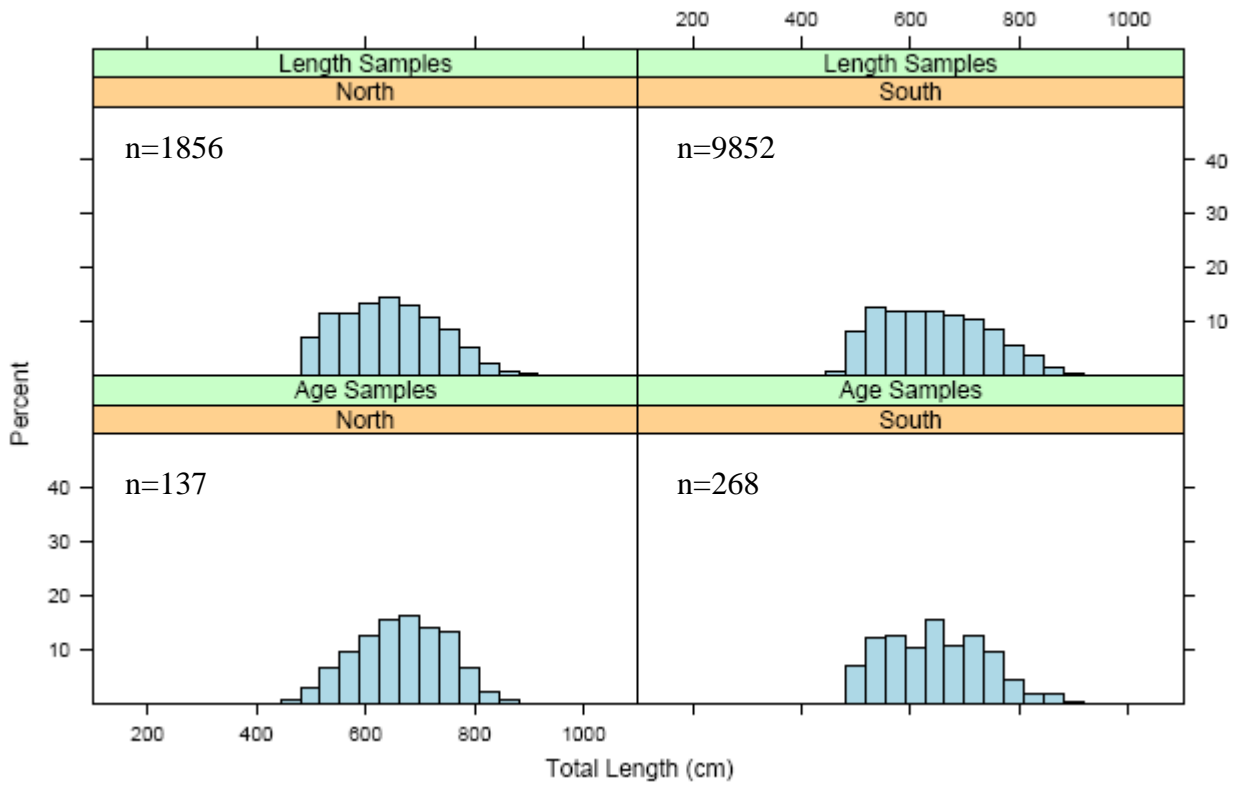 200 400 600 800 1000
Length Samples Length Samples
North South
n=1856 n=9852
40
30
20
10
Percent
Age Samples Age Samples
North South
n=137 n=268
40
30
20
10
200 400 600 800 1000
Total Length (cm)